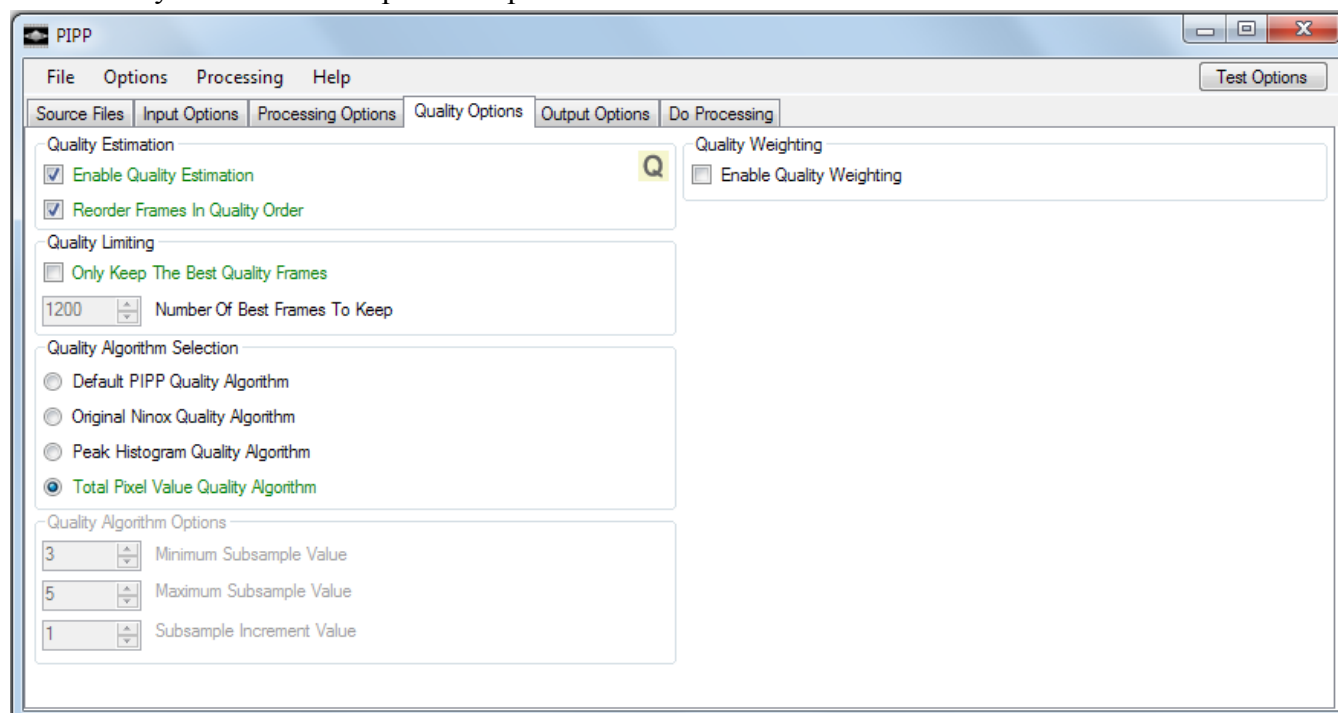 PIPP
File Options Processing Help Test Options
Source Files Input Options Processing Options Quality Options Output Options Do Processing
Quality Estimation
Enable Quality Estimation
Q
Reorder Frames In Quality Order
Quality Limiting
Only Keep The Best Quality Frames
1200 Number Of Best Frames To Keep
Quality Algorithm Selection
Default PIPP Quality Algorithm
Original Ninox Quality Algorithm
Peak Histogram Quality Algorithm
Total Pixel Value Quality Algorithm
Quality Algorithm Options
3 Minimum Subsample Value
5 Maximum Subsample Value
1 Subsample Increment Value
Quality Weighting
Enable Quality Weighting